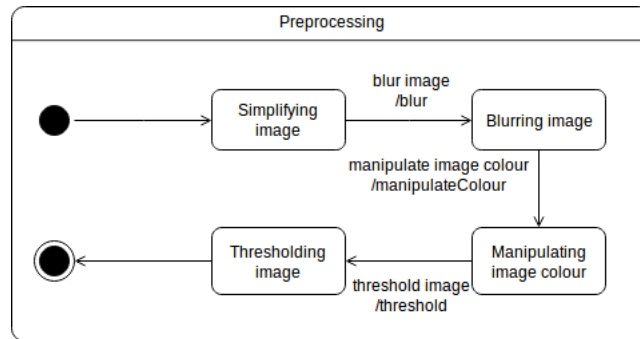 Preprocessing
Simplifying
image
blur image
/blur
Blurring image
manipulate image colour
/manipulateColour
Thresholding
image
threshold image
/threshold
Manipulating
image colour